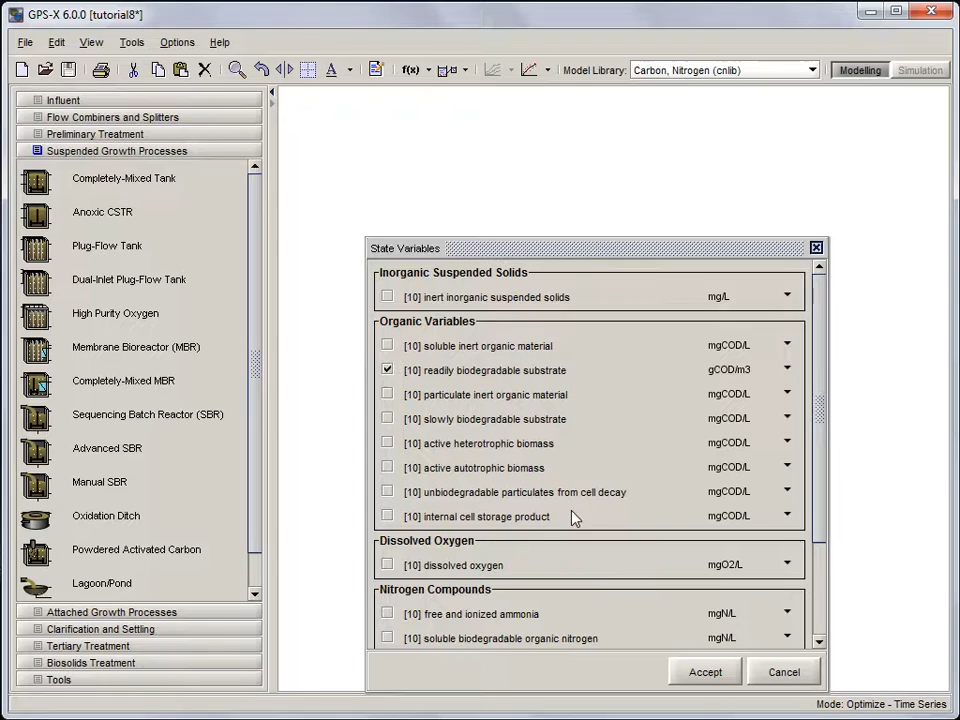 GPS-X 6.0.0 [tutorial8*]
File Edit View Tools Options Help
A f(x) Model Library: Carbon, Nitrogen (cnlib) Modelling Simulation
Influent
Flow Combiners and Splitters
Preliminary Treatment
Suspended Growth Processes
Completely-Mixed Tank
Anoxic CSTR
Plug-Flow Tank
Dual-Inlet Plug-Flow Tank
High Purity Oxygen
Membrane Bioreactor (MBR)
Completely-Mixed MBR
Sequencing Batch Reactor (SBR)
Advanced SBR
Manual SBR
Oxidation Ditch
Powdered Activated Carbon
Lagoon/Pond
Attached Growth Processes
Clarification and Settling
Tertiary Treatment
Biosolids Treatment
Tools
State Variables
Inorganic Suspended Solids
[10] inert inorganic suspended solids mg/L
Organic Variables
[10] soluble inert organic material mgCOD/L
[10] readily biodegradable substrate gCOD/m3
[10] particulate inert organic material mgCOD/L
[10] slowly biodegradable substrate mgCOD/L
[10] active heterotrophic biomass mgCOD/L
[10] active autotrophic biomass mgCOD/L
[10] unbiodegradable particulates from cell decay mgCOD/L
[10] internal cell storage product mgCOD/L
Dissolved Oxygen
[10] dissolved oxygen mgO2/L
Nitrogen Compounds
[10] free and ionized ammonia mgN/L
[10] soluble biodegradable organic nitrogen mgN/L
Accept Cancel
Mode: Optimize - Time Series